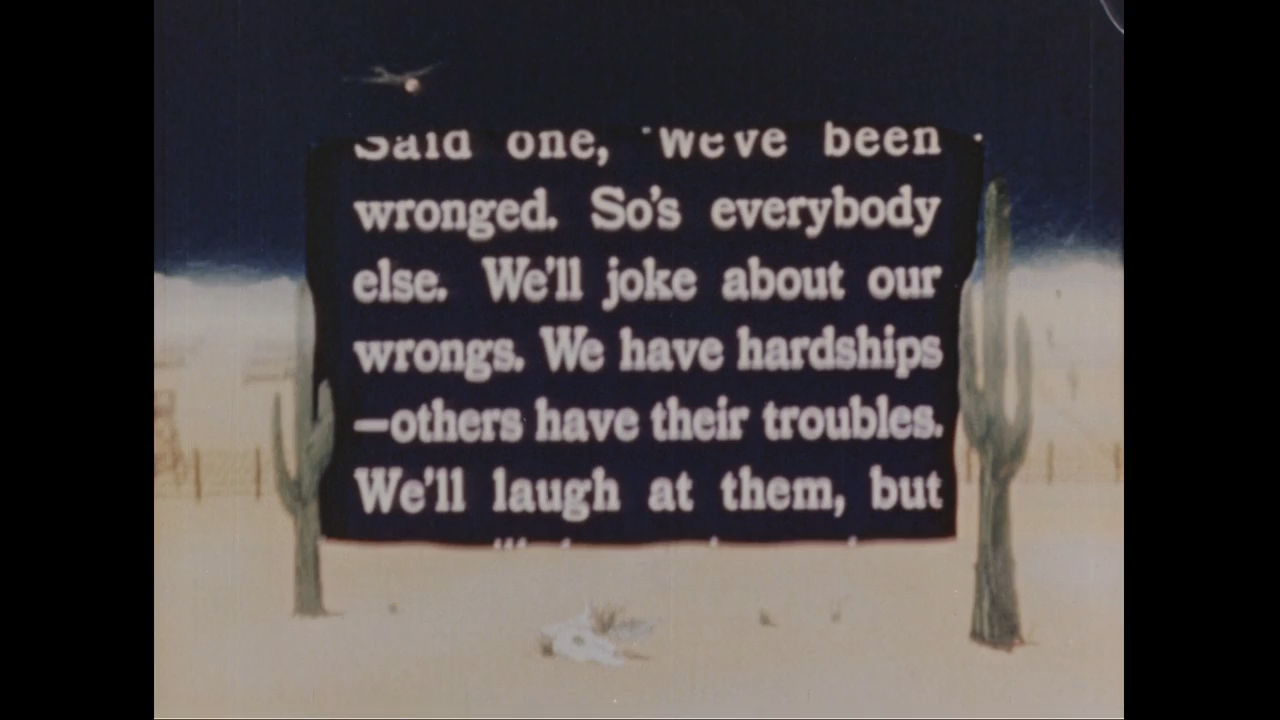 Said one, "We've been
wronged. So's everybody
else. We'll joke about our
wrongs. We have hardships
—others have their troubles.
We'll laugh at them, but